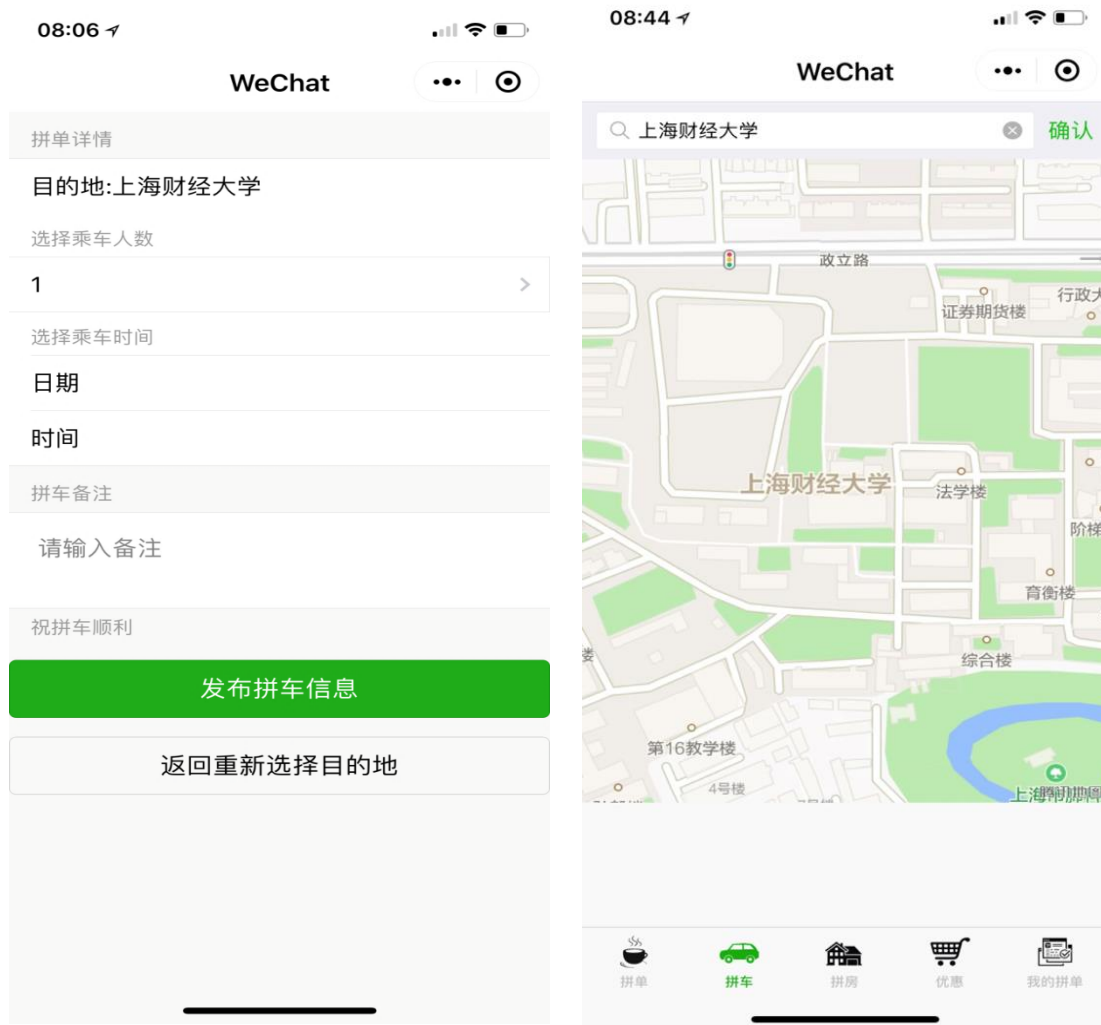 08:06
WeChat
拼单详情
目的地:上海财经大学
选择乘车人数
1
选择乘车时间
日期
时间
拼车备注
请输入备注
祝拼车顺利
发布拼车信息
返回重新选择目的地
08:44
WeChat
上海财经大学
确认
政立路
证券期货楼
行政大
上海财经大学
法学楼
阶梯
育衡楼
综合楼
楼
第16教学楼
4号楼
拼单
拼车
拼房
优惠
我的拼单